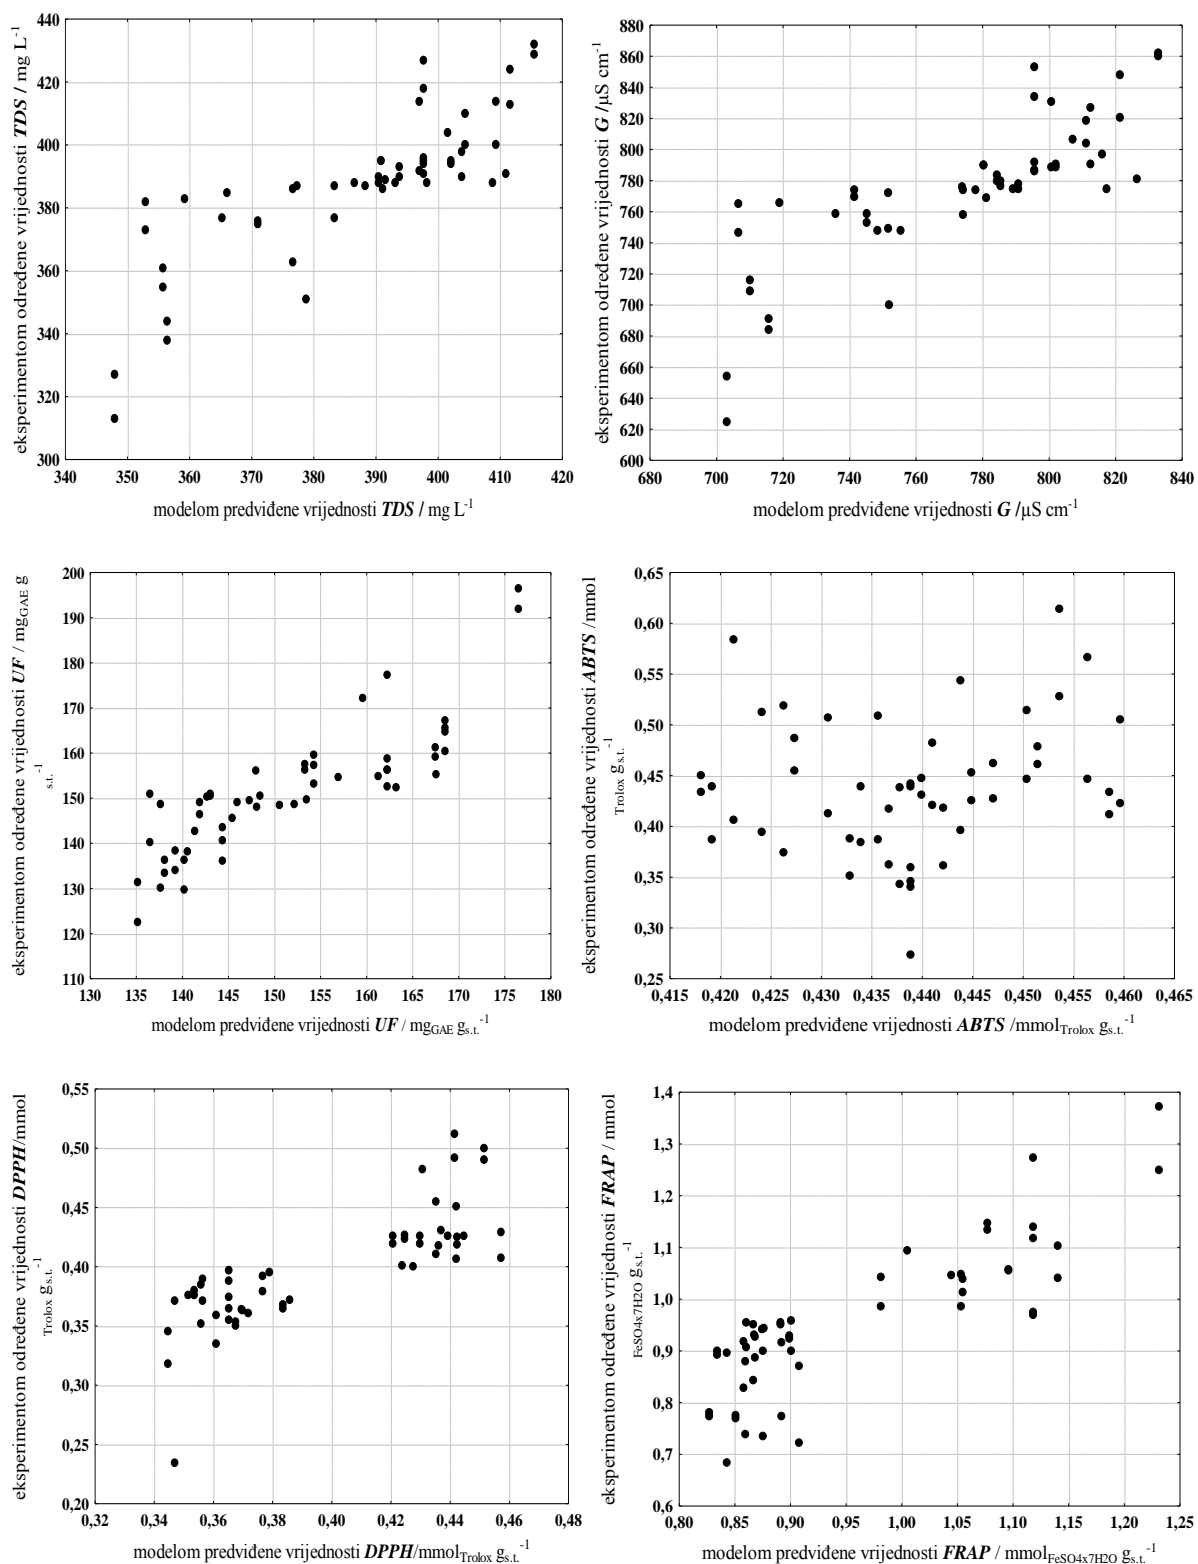 eksperimentom određene vrijednosti TDS / mg L-1
440
420
400
380
360
340
320
300
340 350 360 370 380 390 400 410 420
modelom predviđene vrijednosti TDS / mg L-1
eksperimentom određene vrijednosti G /µS cm-1
880
860
840
820
800
780
760
740
720
700
680
660
640
620
600
680 700 720 740 760 780 800 820 840
modelom predviđene vrijednosti G /µS cm-1
eksperimentom određene vrijednosti UF / mgGAE g
s.t.-1
200
190
180
170
160
150
140
130
120
110
130 135 140 145 150 155 160 165 170 175 180
modelom predviđene vrijednosti UF / mgGAE gs.t.-1
eksperimentom određene vrijednosti ABTS /mmol
Trolox gs.t.-1
0,65
0,60
0,55
0,50
0,45
0,40
0,35
0,30
0,25
0,415 0,420 0,425 0,430 0,435 0,440 0,445 0,450 0,455 0,460 0,465
modelom predviđene vrijednosti ABTS /mmolTrolox gs.t.-1
eksperimentom određene vrijednosti DPPH/mmol
Trolox gs.t.-1
0,55
0,50
0,45
0,40
0,35
0,30
0,25
0,20
0,32 0,34 0,36 0,38 0,40 0,42 0,44 0,46 0,48
modelom predviđene vrijednosti DPPH/mmolTrolox gs.t.-1
eksperimentom određene vrijednosti FRAP / mmol
FeSO4x7H2O gs.t.-1
1,4
1,3
1,2
1,1
1,0
0,9
0,8
0,7
0,6
0,80 0,85 0,90 0,95 1,00 1,05 1,10 1,15 1,20 1,25
modelom predviđene vrijednosti FRAP / mmolFeSO4x7H2O gs.t.-1